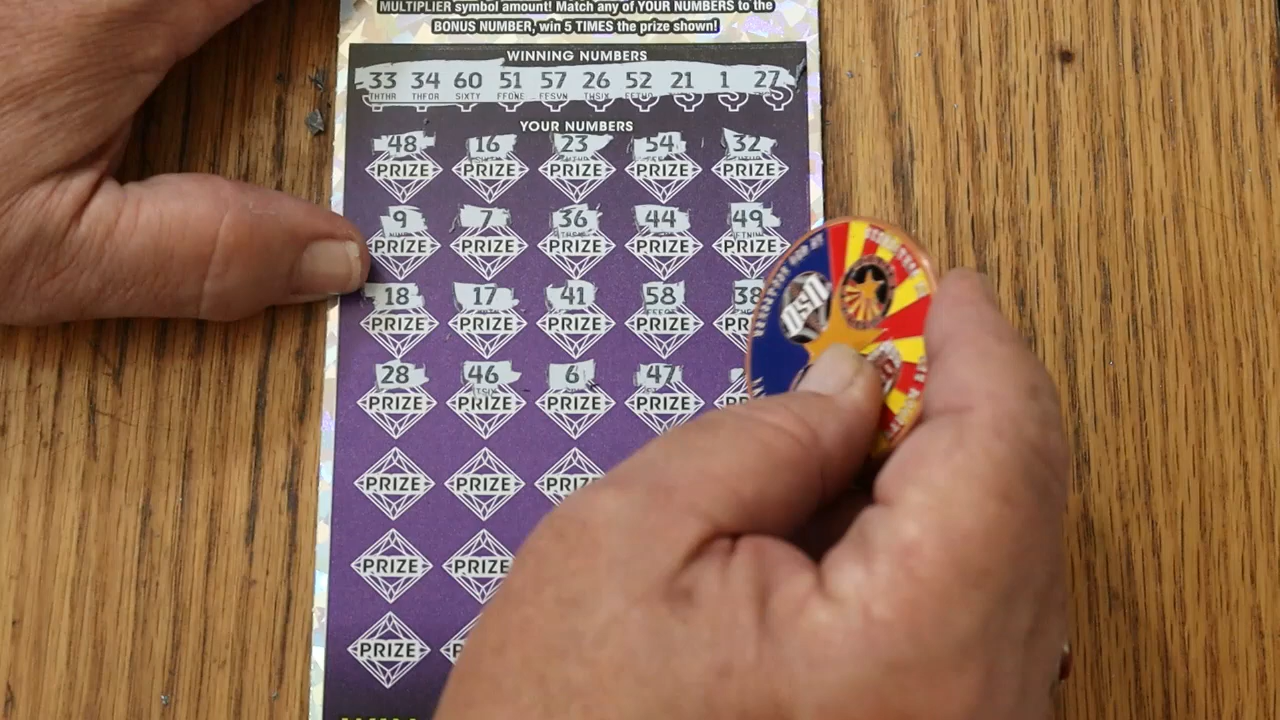 MULTIPLIER symbol amount! Match any of YOUR NUMBERS to the
BONUS NUMBER, win 5 TIMES the prize shown!
WINNING NUMBERS
33 34 60 51 57 26 52 21 1 27
THTHR THFOR SIXTY FFONE FFSVN THSIX
YOUR NUMBERS
48 16 23 54 32
PRIZE PRIZE PRIZE PRIZE PRIZE
9 7 36 44 49
PRIZE PRIZE PRIZE PRIZE PRIZE
18 17 41 58 38
PRIZE PRIZE PRIZE PRIZE
28 46 6 47
PRIZE PRIZE PRIZE PRIZE
PRIZE PRIZE
PRIZE PRIZE
PRIZE